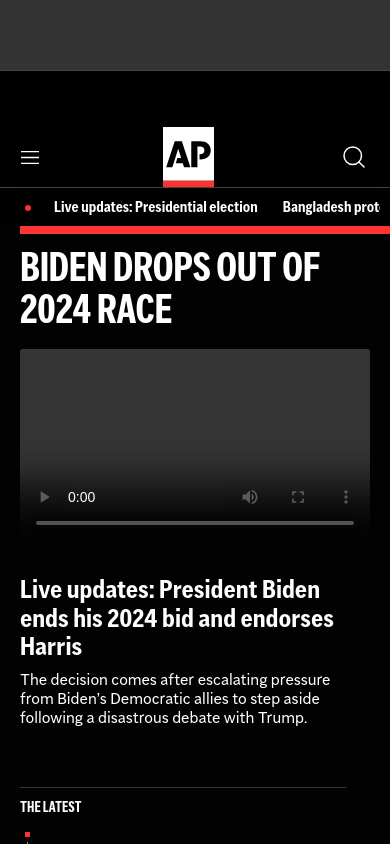 AP
Live updates: Presidential election Bangladesh prote
BIDEN DROPS OUT OF
2024 RACE
0:00
Live updates: President Biden
ends his 2024 bid and endorses
Harris
The decision comes after escalating pressure
from Biden's Democratic allies to step aside
following a disastrous debate with Trump.
THE LATEST